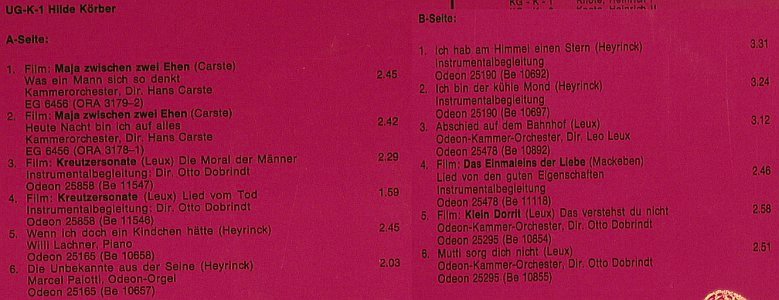 UG-K-1 Hilde Körber
A-Seite:
1. Film: Maja zwischen zwei Ehen (Carste)
Was ein Mann sich so denkt 2.45
Kammerorchester, Dir. Hans Carste
EG 6456 (ORA 3179–2)
2. Film: Maja zwischen zwei Ehen (Carste)
Heute Nacht bin ich auf alles 2.42
Kammerorchester, Dir. Hans Carste
EG 6456 (ORA 3178–1)
3. Film: Kreutzersonate (Leux) Die Moral der Männer 2.29
Instrumentalbegleitung: Dir. Otto Dobrindt
Odeon 25858 (Be 11547)
4. Film: Kreutzersonate (Leux) Lied vom Tod 1.59
Instrumentalbegleitung: Dir. Otto Dobrindt
Odeon 25858 (Be 11546)
5. Wenn ich doch ein Kindchen hätte (Heyrinck) 2.45
Willi Lachner, Piano
Odeon 25165 (Be 10658)
6. Die Unbekannte aus der Seine (Heyrinck) 2.03
Marcel Palotti, Odeon-Orgel
Odeon 25165 (Be 10657)
KG - K - 1
B-Seite:
1. Ich hab am Himmel einen Stern (Heyrinck) 3.31
Instrumentalbegleitung
Odeon 25190 (Be 10692)
2. Ich bin der kühle Mond (Heyrinck) 3.24
Instrumentalbegleitung
Odeon 25190 (Be 10697)
3. Abschied auf dem Bahnhof (Leux) 3.12
Odeon-Kammer-Orchester, Dir. Leo Leux
Odeon 25478 (Be 10892)
4. Film: Das Einmaleins der Liebe (Mackeben)
Lied von den guten Eigenschaften 2.46
Instrumentalbegleitung
Odeon 25478 (Be 11118)
5. Film: Klein Dorrit (Leux) Das verstehst du nicht 2.58
Odeon-Kammer-Orchester, Dir. Otto Dobrindt
Odeon 25295 (Be 10854)
6. Mutti sorg dich nicht (Leux) 2.51
Odeon-Kammer-Orchester, Dir. Otto Dobrindt
Odeon 25295 (Be 10855)